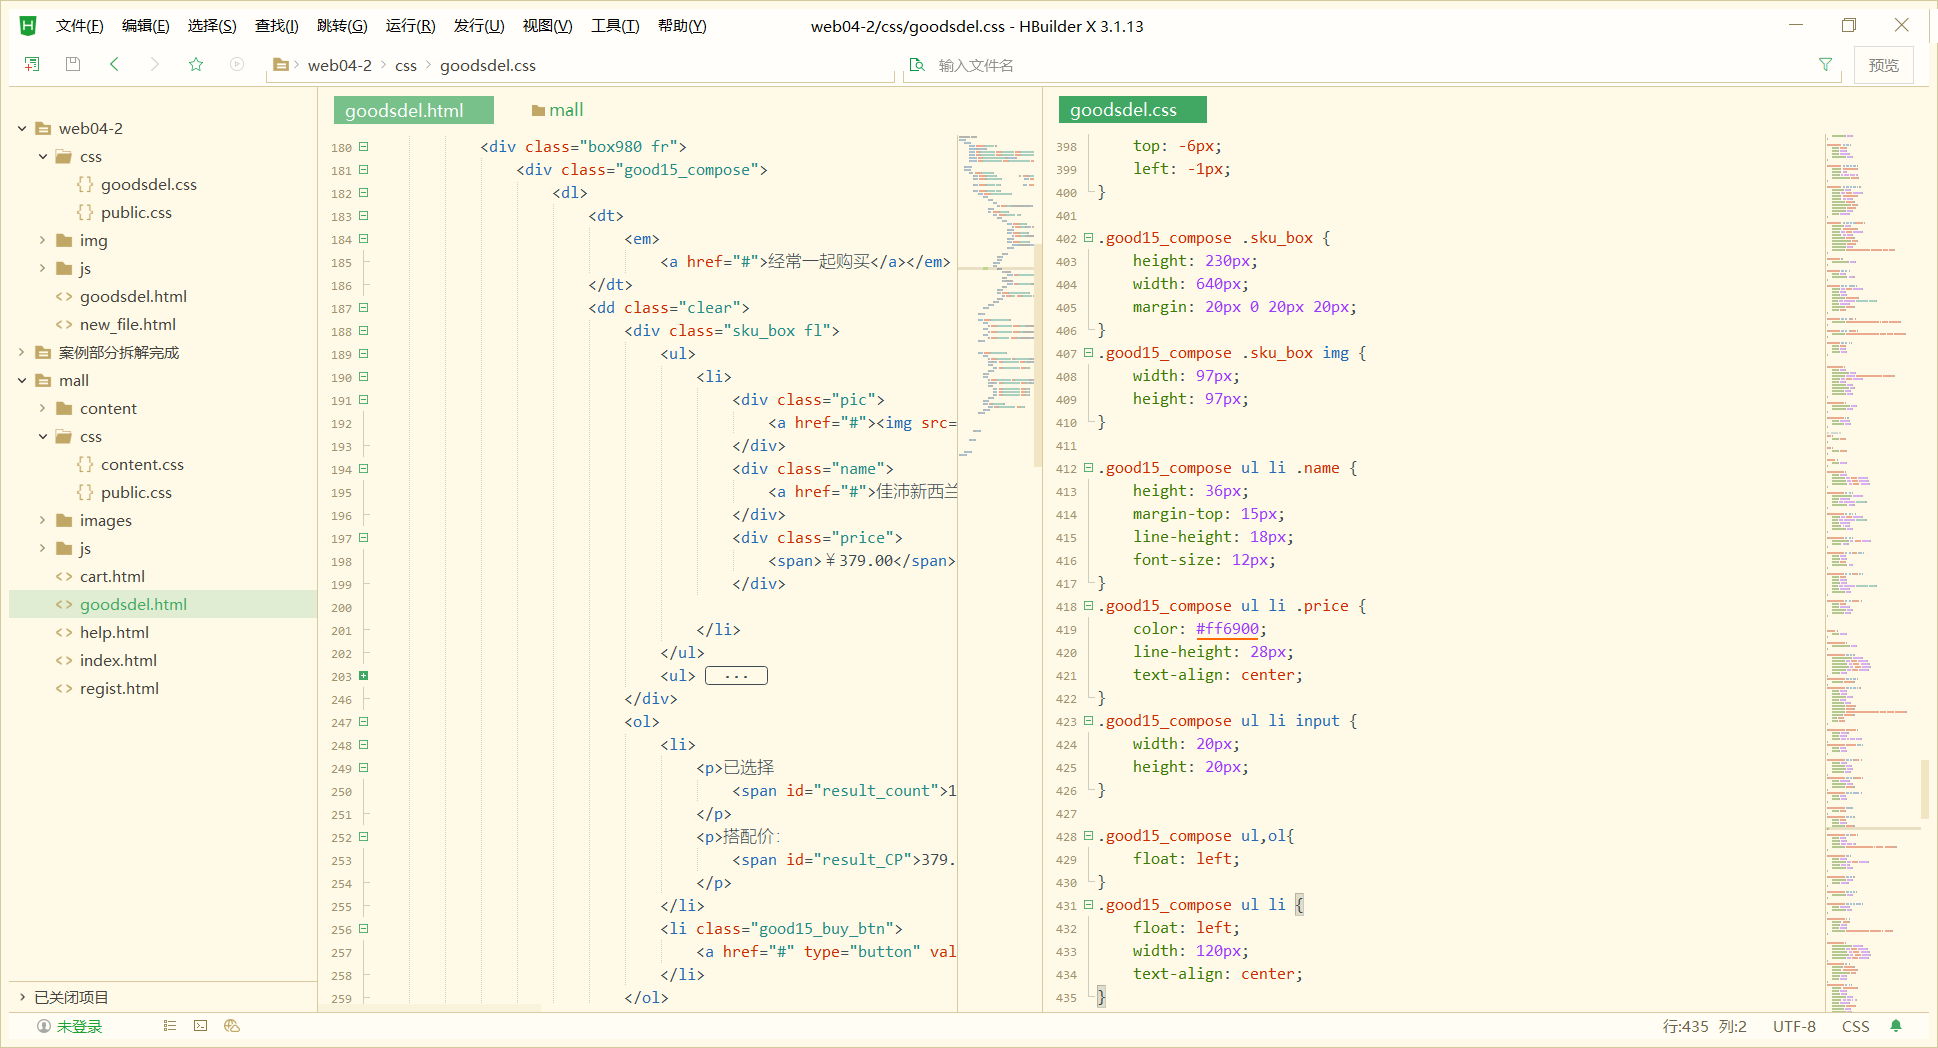 文件(F) 编辑(E) 选择(S) 查找(I) 跳转(G) 运行(R) 发行(U) 视图(V) 工具(T) 帮助(Y) web04-2/css/goodsdel.css - HBuilder X 3.1.13
web04-2 css goodsdel.css 输入文件名 预览
web04-2
css
goodsdel.css
public.css
img
js
goodsdel.html
new_file.html
案例部分拆解完成
mall
content
css
content.css
public.css
images
js
cart.html
goodsdel.html
help.html
index.html
regist.html
已关闭项目
goodsdel.html mall
180 <div class="box980 fr">
181 <div class="good15_compose">
182 <dl>
183 <dt>
184 <em>
185 <a href="#">经常一起购买</a></em>
186 </dt>
187 <dd class="clear">
188 <div class="sku_box fl">
189 <ul>
190 <li>
191 <div class="pic">
192 <a href="#"><img src=
193 </div>
194 <div class="name">
195 <a href="#">佳沛新西兰
196 </div>
197 <div class="price">
198 <span>￥379.00</span>
199 </div>
200
201 </li>
202 </ul>
203 <ul> ...
246 </div>
247 <ol>
248 <li>
249 <p>已选择
250 <span id="result_count">1
251 </p>
252 <p>搭配价:
253 <span id="result_CP">379.
254 </p>
255 </li>
256 <li class="good15_buy_btn">
257 <a href="#" type="button" val
258 </li>
259 </ol>
goodsdel.css
398 top: -6px;
399 left: -1px;
400 }
401
402 .good15_compose .sku_box {
403 height: 230px;
404 width: 640px;
405 margin: 20px 0 20px 20px;
406 }
407 .good15_compose .sku_box img {
408 width: 97px;
409 height: 97px;
410 }
411
412 .good15_compose ul li .name {
413 height: 36px;
414 margin-top: 15px;
415 line-height: 18px;
416 font-size: 12px;
417 }
418 .good15_compose ul li .price {
419 color: #ff6900;
420 line-height: 28px;
421 text-align: center;
422 }
423 .good15_compose ul li input {
424 width: 20px;
425 height: 20px;
426 }
427
428 .good15_compose ul,ol{
429 float: left;
430 }
431 .good15_compose ul li {
432 float: left;
433 width: 120px;
434 text-align: center;
435 }
未登录 行:435 列:2 UTF-8 CSS